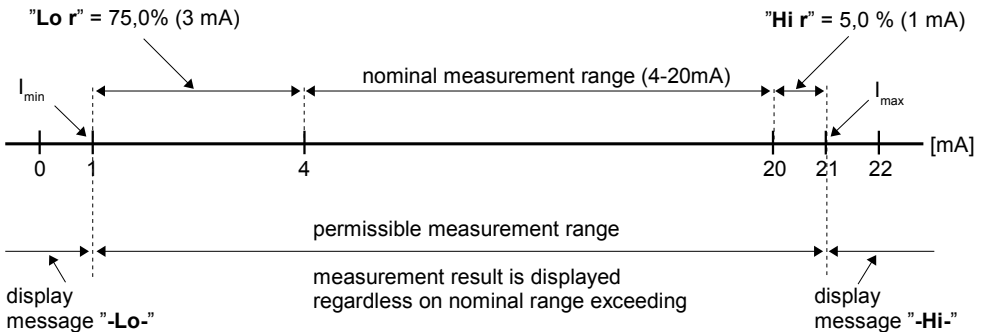 "Lo r" = 75,0% (3 mA)
"Hi r" = 5,0 % (1 mA)
nominal measurement range (4-20mA)
Imin
Imax
[mA]
0 1 4 20 21 22
permissible measurement range
measurement result is displayed
regardless on nominal range exceeding
display
message "-Lo-"
display
message "-Hi-"